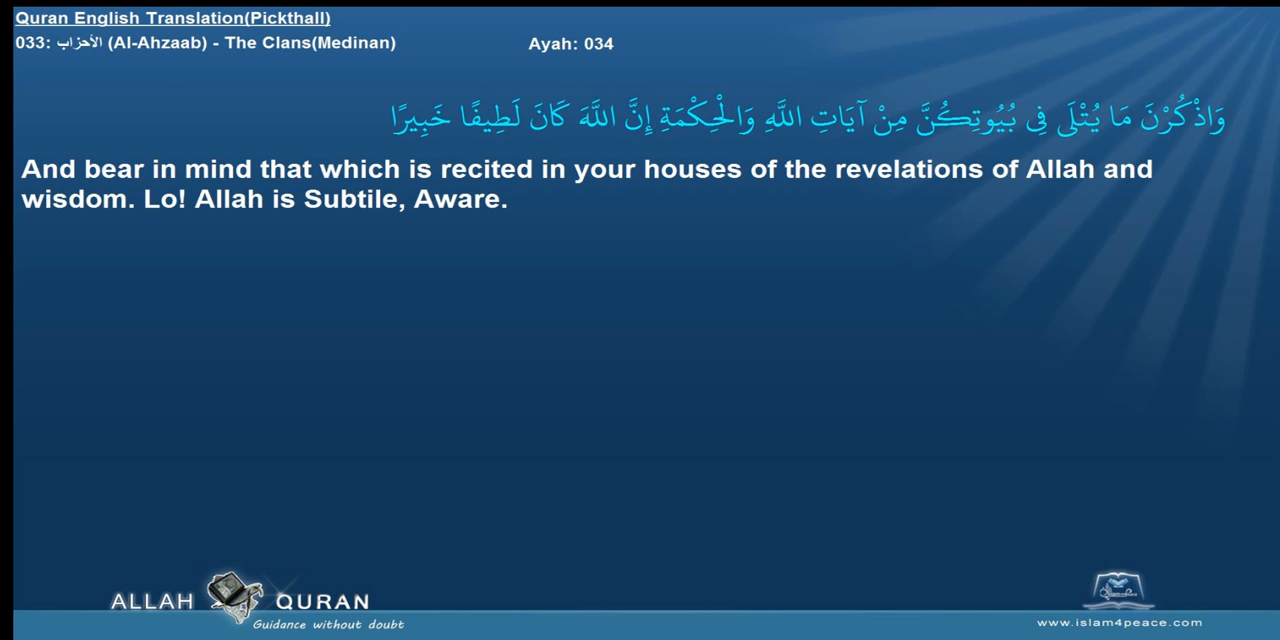 Quran English Translation(Pickthall)
033: الأحزاب (Al-Ahzaab) - The Clans(Medinan) Ayah: 034
وَاذْكُرْنَ مَا يُتْلَى فِي بُيُوتِكُنَّ مِنْ آيَاتِ اللَّهِ وَالْحِكْمَةِ إِنَّ اللَّهَ كَانَ لَطِيفًا خَبِيرًا
And bear in mind that which is recited in your houses of the revelations of Allah and
wisdom. Lo! Allah is Subtile, Aware.
ALLAH QURAN
Guidance without doubt
www.islam4peace.com